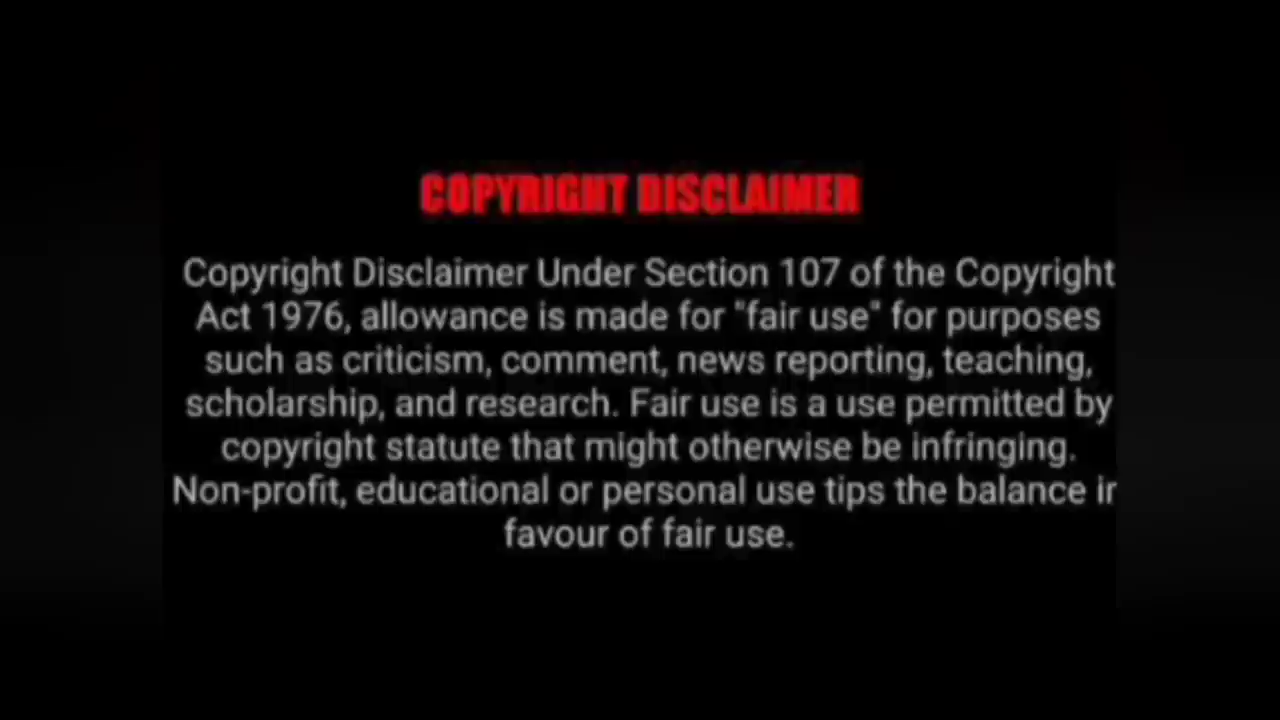 COPYRIGHT DISCLAIMER
Copyright Disclaimer Under Section 107 of the Copyright
Act 1976, allowance is made for "fair use" for purposes
such as criticism, comment, news reporting, teaching,
scholarship, and research. Fair use is a use permitted by
copyright statute that might otherwise be infringing.
Non-profit, educational or personal use tips the balance
favour of fair use.